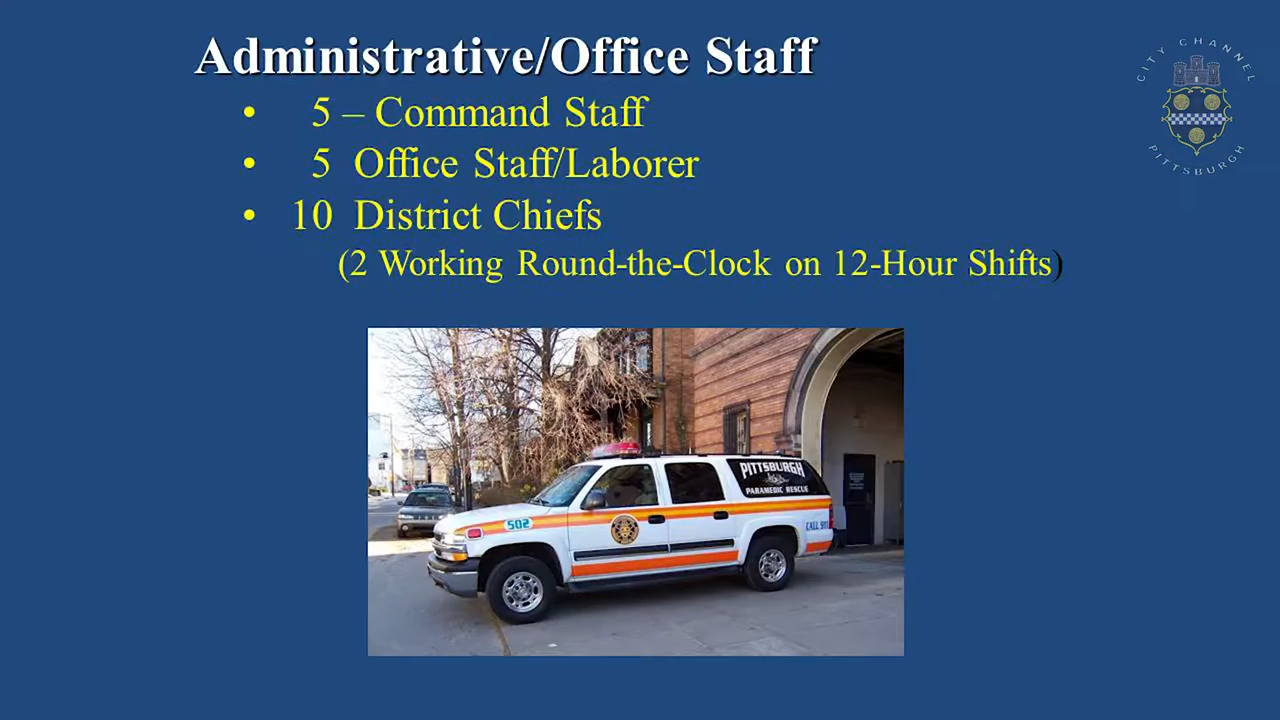 Administrative/Office Staff
• 5 – Command Staff
• 5 Office Staff/Laborer
• 10 District Chiefs
(2 Working Round-the-Clock on 12-Hour Shifts)
CITY CHANNEL
PITTSBURGH
PITTSBURGH
PARAMEDIC RESCUE
502
CALL 911